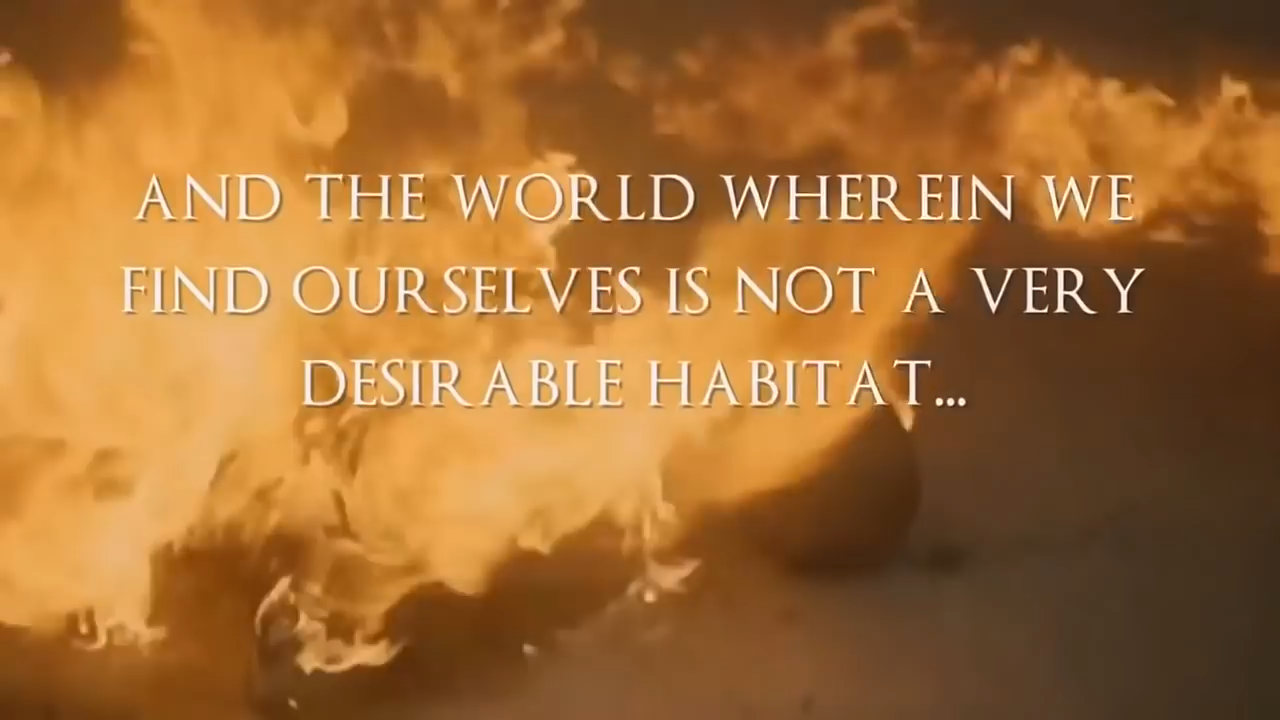 AND THE WORLD WHEREIN WE
FIND OURSELVES IS NOT A VERY
DESIRABLE HABITAT...